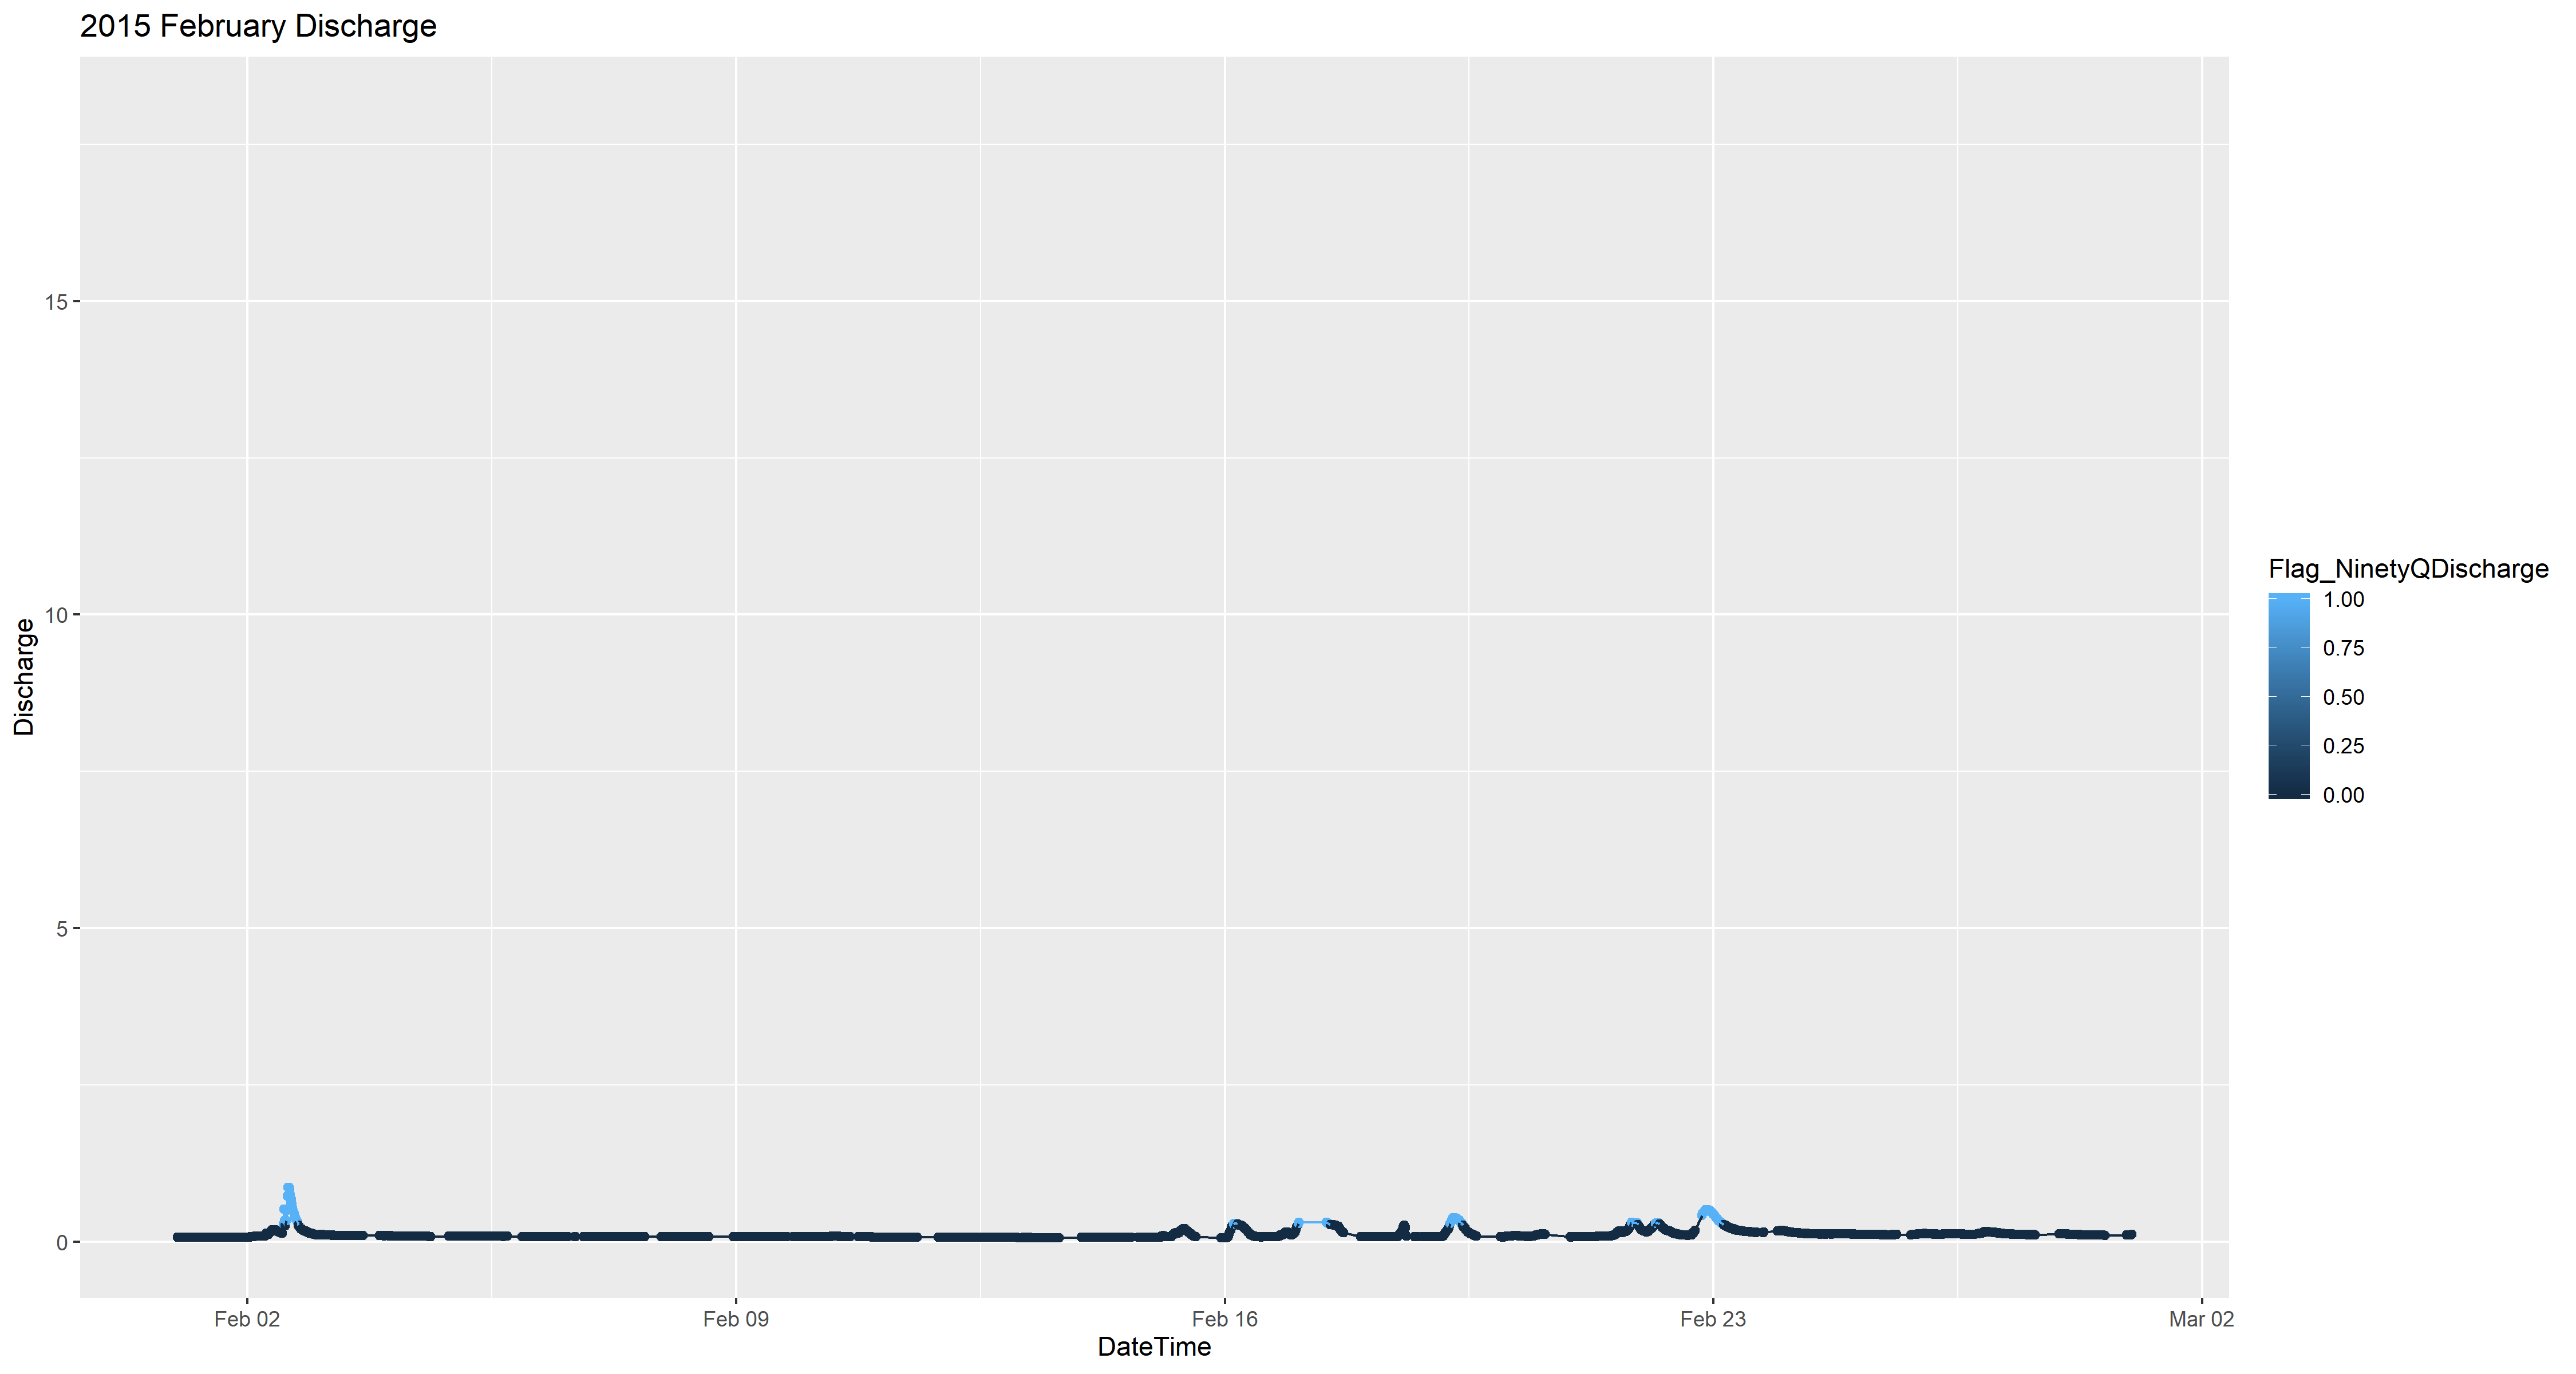 2015 February Discharge
15
10
5
0
Discharge
Feb 02
Feb 09
Feb 16
Feb 23
Mar 02
DateTime
Flag_NinetyQDischarge
1.00
0.75
0.50
0.25
0.00